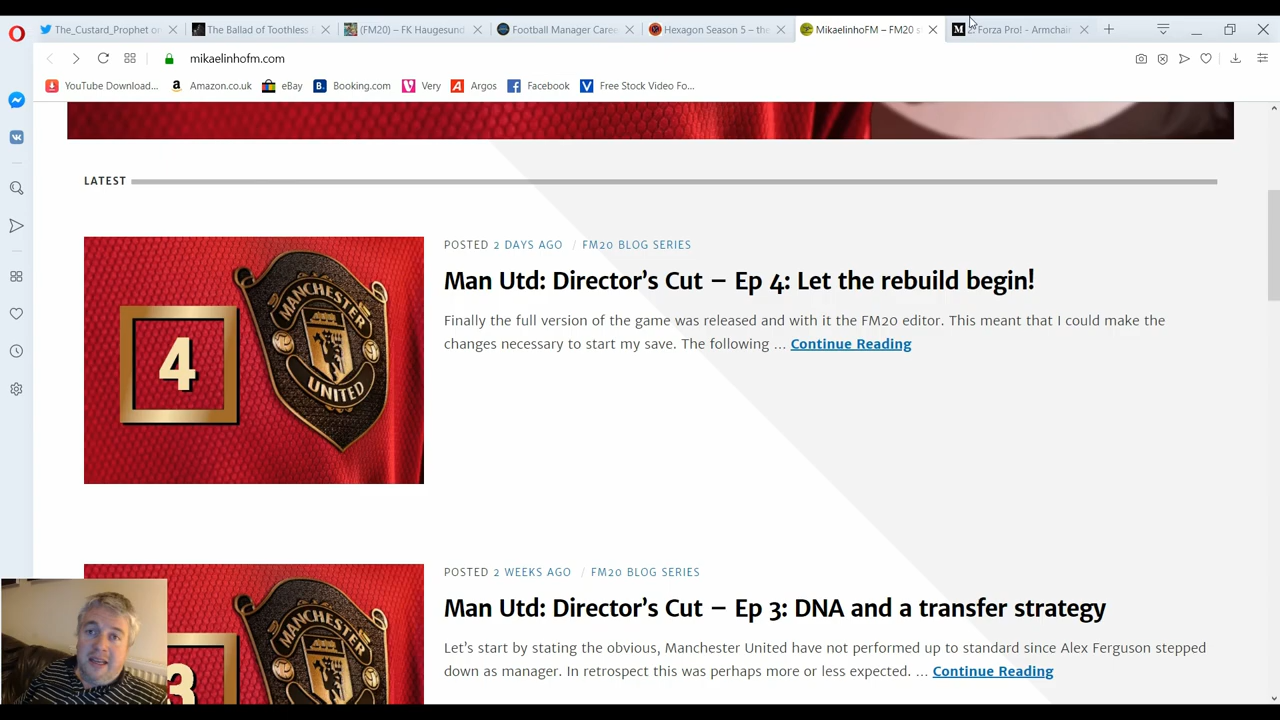 The_Custard_Prophet o
The Ballad of Toothless
(FM20) – FK Haugesund
Football Manager Caree
Hexagon Season 5 – the
MikaelinhoFM – FM20 s
2: Forza Pro! - Armchair
mikaelinhofm.com
YouTube Download...
Amazon.co.uk
eBay
Booking.com
Very
Argos
Facebook
Free Stock Video Fo...
LATEST
POSTED 2 DAYS AGO / FM20 BLOG SERIES
Man Utd: Director's Cut – Ep 4: Let the rebuild begin!
Finally the full version of the game was released and with it the FM20 editor. This meant that I could make the
changes necessary to start my save. The following … Continue Reading
4
MANCHESTER
UNITED
POSTED 2 WEEKS AGO / FM20 BLOG SERIES
Man Utd: Director's Cut – Ep 3: DNA and a transfer strategy
Let's start by stating the obvious, Manchester United have not performed up to standard since Alex Ferguson stepped
down as manager. In retrospect this was perhaps more or less expected. … Continue Reading
3
MANCHESTER